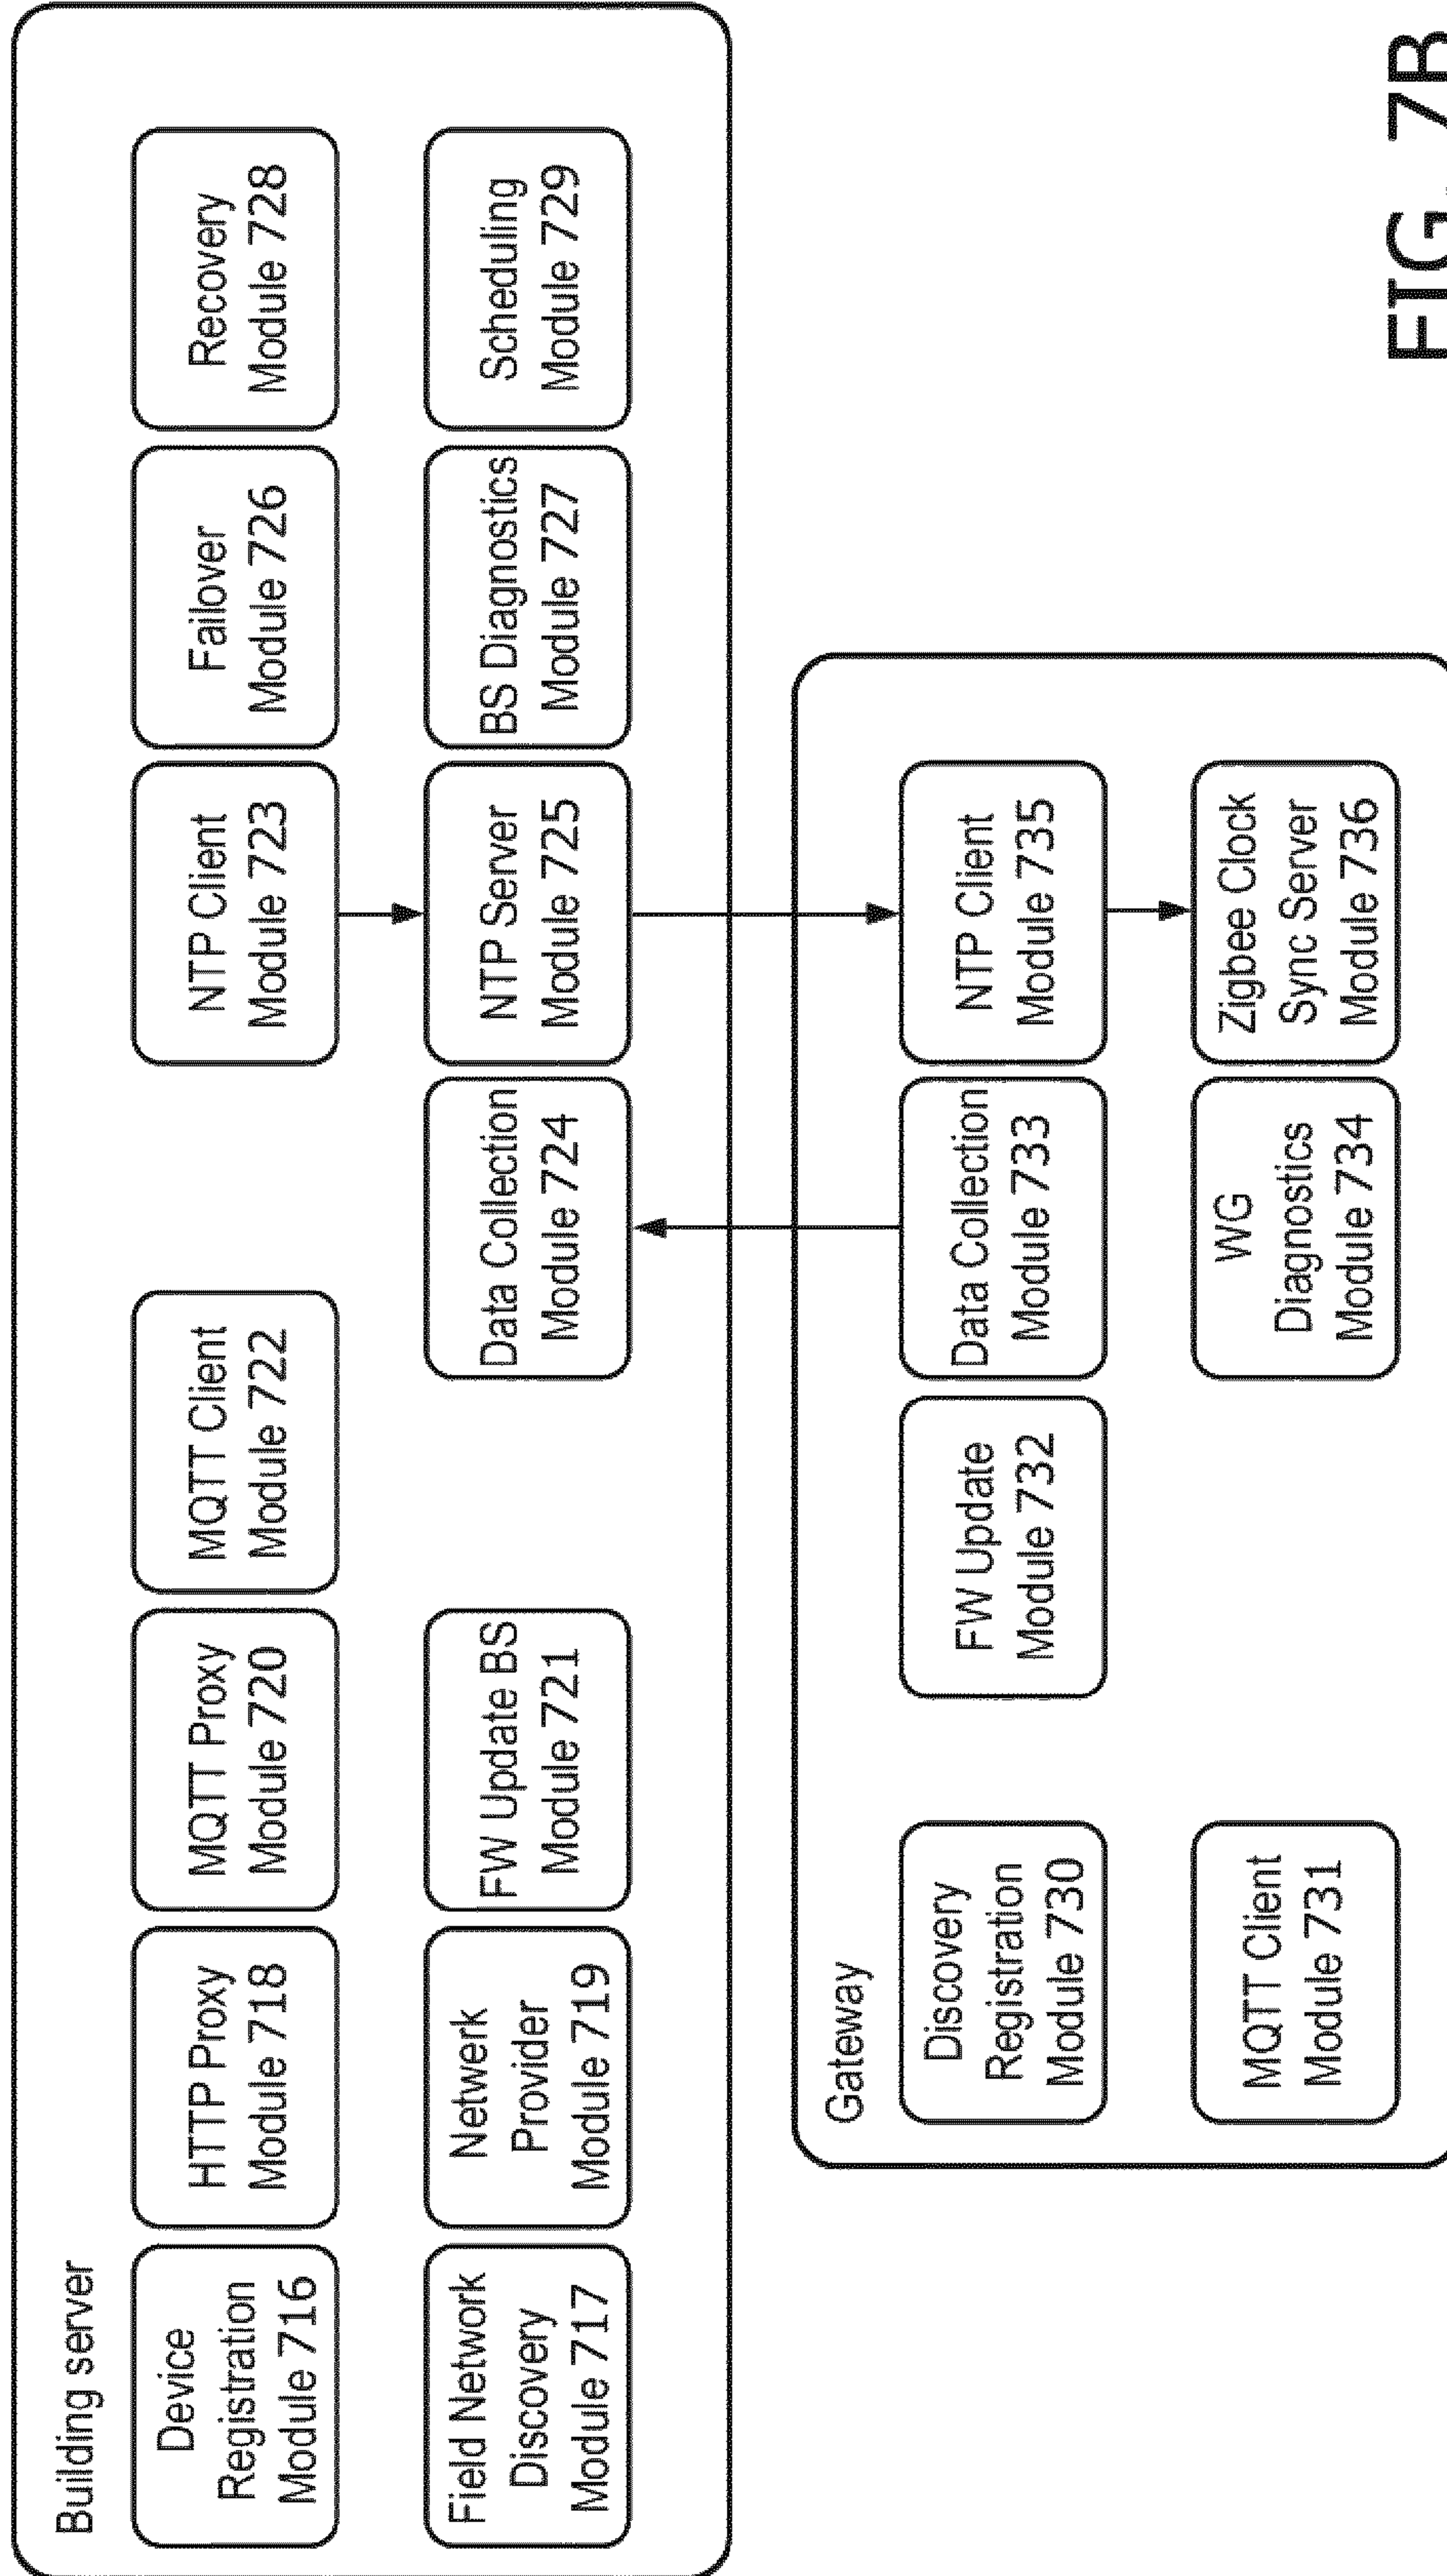 Building server
Device
Registration
Module 716
HTTP Proxy
Module 718
MQTT Proxy
Module 720
MQTT Client
Module 722
NTP Client
Module 723
Failover
Module 726
Recovery
Module 728
Field Network
Discovery
Module 717
Netwerk
Provider
Module 719
FW Update BS
Module 721
Data Collection
Module 724
NTP Server
Module 725
BS Diagnostics
Module 727
Scheduling
Module 729
Gateway
Discovery
Registration
Module 730
FW Update
Module 732
Data Collection
Module 733
NTP Client
Module 735
MQTT Client
Module 731
WG
Diagnostics
Module 734
Zigbee Clock
Sync Server
Module 736
FIG. 7B